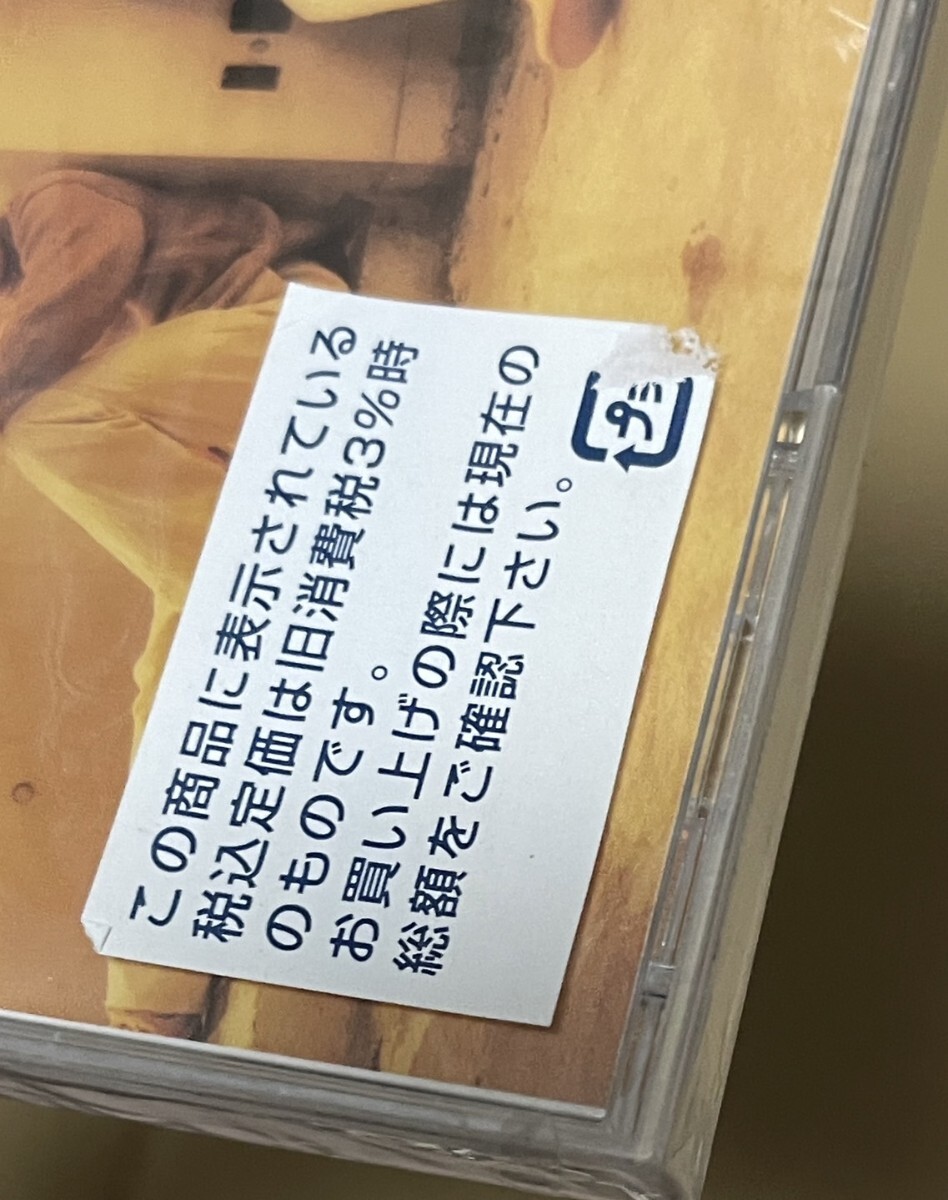 この商品に表示されている
税込定価は旧消費税3%時
のものです。
お買い上げの際には現在の
総額をご確認下さい。
プラ